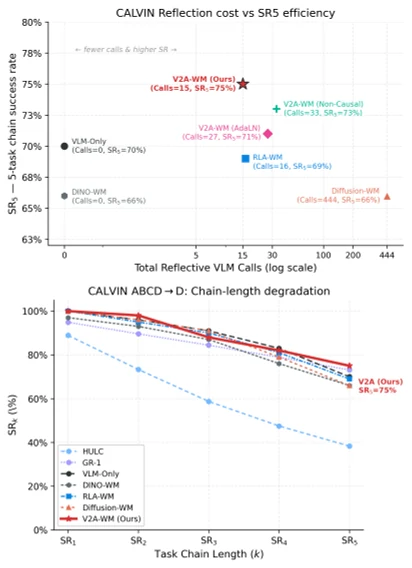 CALVIN Reflection cost vs SR5 efficiency
80%
78%
75%
73%
70%
68%
65%
63%
SR₅ — 5-task chain success rate
← fewer calls & higher SR →
V2A-WM (Ours)
(Calls=15, SR₅=75%)
V2A-WM (Non-Causal)
(Calls=33, SR₅=73%)
V2A-WM (AdaLN)
(Calls=27, SR₅=71%)
VLM-Only
(Calls=0, SR₅=70%)
RLA-WM
(Calls=16, SR₅=69%)
DINO-WM
(Calls=0, SR₅=66%)
Diffusion-WM
(Calls=444, SR₅=66%)
0 5 15 30 100 200 444
Total Reflective VLM Calls (log scale)
CALVIN ABCD→D: Chain-length degradation
100%
80%
60%
40%
20%
0%
SRₖ (\%)
V2A (Ours)
SR₅=75%
HULC
GR-1
VLM-Only
DINO-WM
RLA-WM
Diffusion-WM
V2A-WM (Ours)
SR₁ SR₂ SR₃ SR₄ SR₅
Task Chain Length (k)